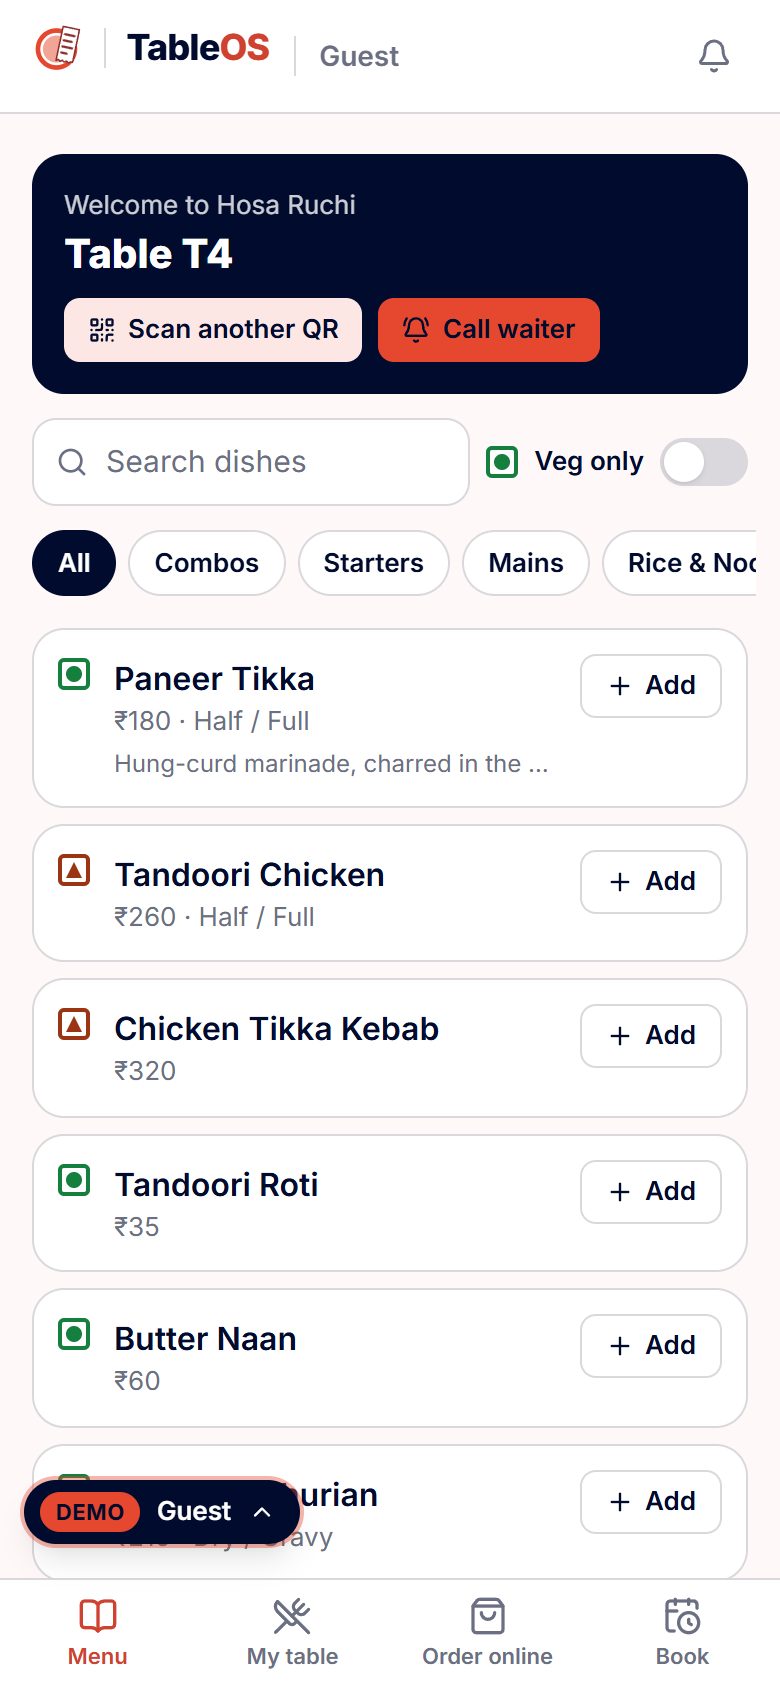 TableOS
Guest
Welcome to Hosa Ruchi
Table T4
Scan another QR
Call waiter
Search dishes
Veg only
All
Combos
Starters
Mains
Rice &
Paneer Tikka
+ Add
₹180 · Half / Full
Hung-curd marinade, charred in the ...
Tandoori Chicken
+ Add
₹260 · Half / Full
Chicken Tikka Kebab
+ Add
₹320
Tandoori Roti
+ Add
₹35
Butter Naan
+ Add
₹60
+ Add
DEMO Guest
Menu
My table
Order online
Book